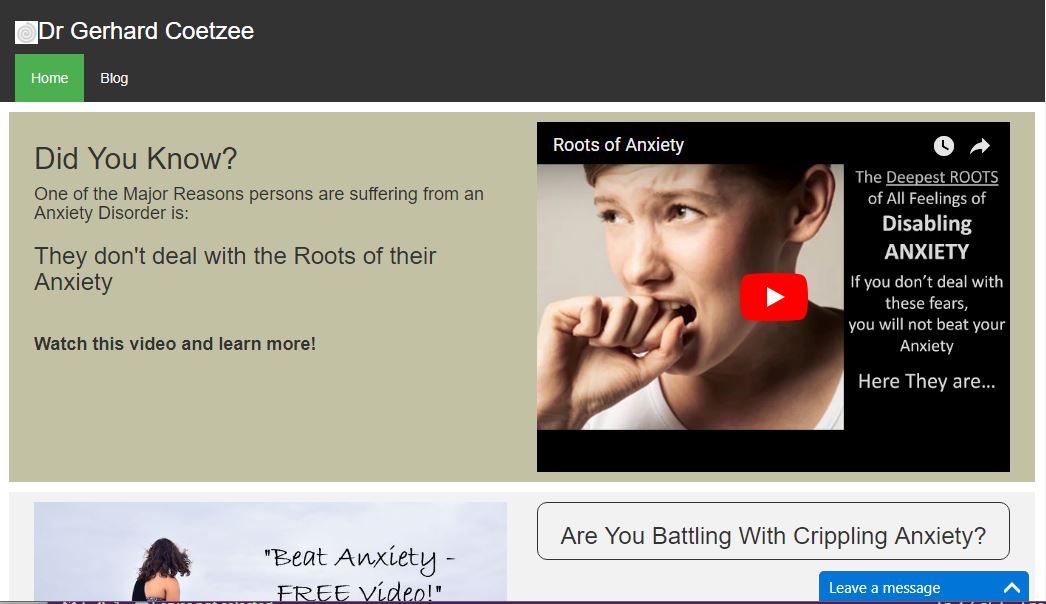 Dr Gerhard Coetzee
Home
Blog
Did You Know?
One of the Major Reasons persons are suffering from an
Anxiety Disorder is:
They don't deal with the Roots of their
Anxiety
Watch this video and learn more!
Roots of Anxiety
The Deepest ROOTS
of All Feelings of
Disabling
ANXIETY
If you don’t deal with
these fears,
you will not beat your
Anxiety
Here They are...
"Beat Anxiety -
FREE Video!"
Are You Battling With Crippling Anxiety?
Leave a message